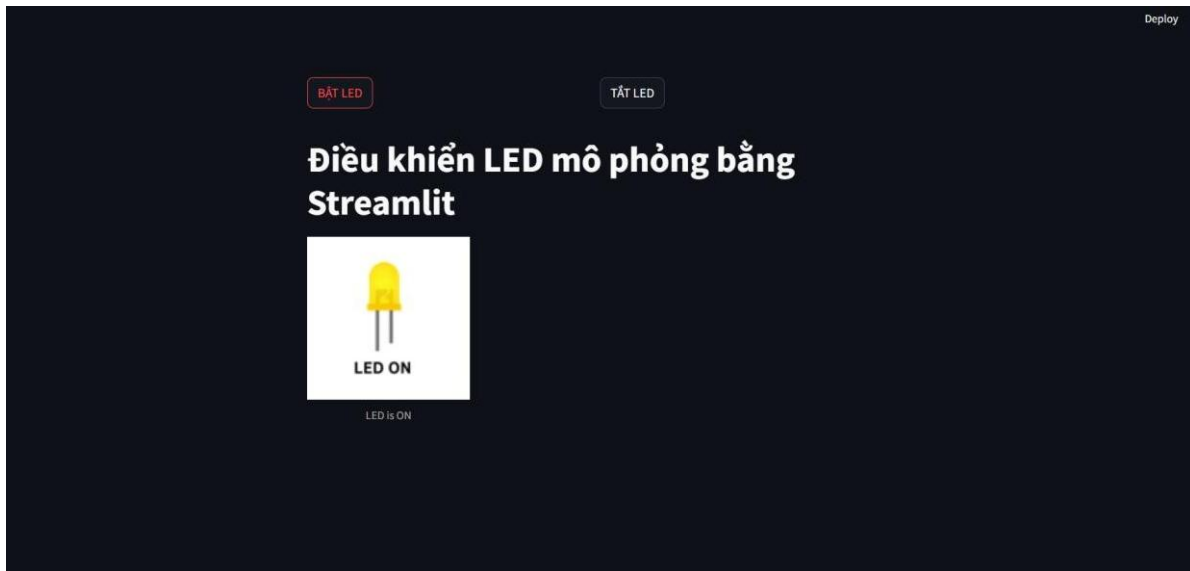 Deploy
BẬT LED
TẮT LED
Điều khiển LED mô phỏng bằng
Streamlit
LED ON
LED is ON